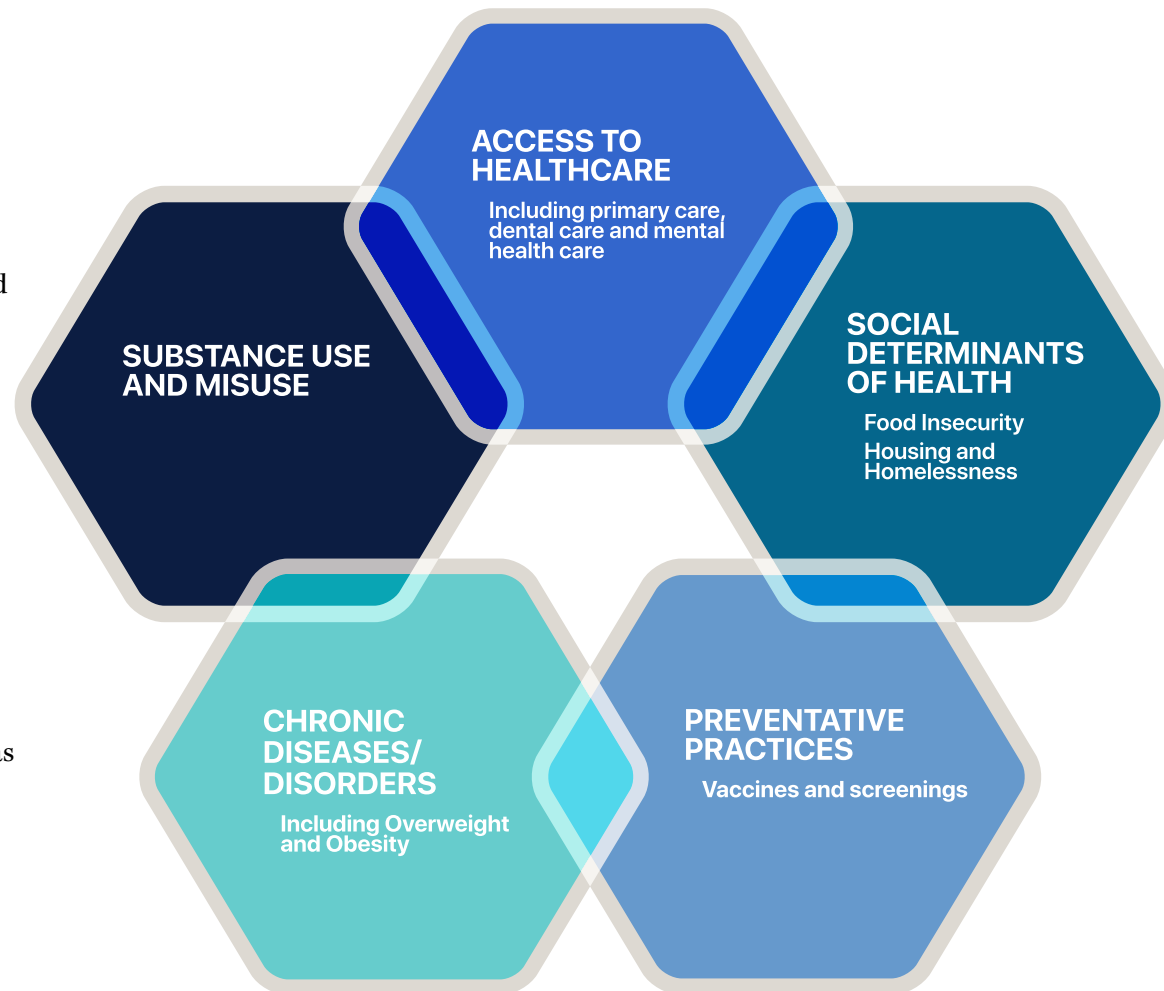 ACCESS TO
HEALTHCARE
Including primary care,
dental care and mental
health care
SUBSTANCE USE
AND MISUSE
SOCIAL
DETERMINANTS
OF HEALTH
Food Insecurity
Housing and
Homelessness
CHRONIC
DISEASES/
DISORDERS
Including Overweight
and Obesity
PREVENTATIVE
PRACTICES
Vaccines and screenings